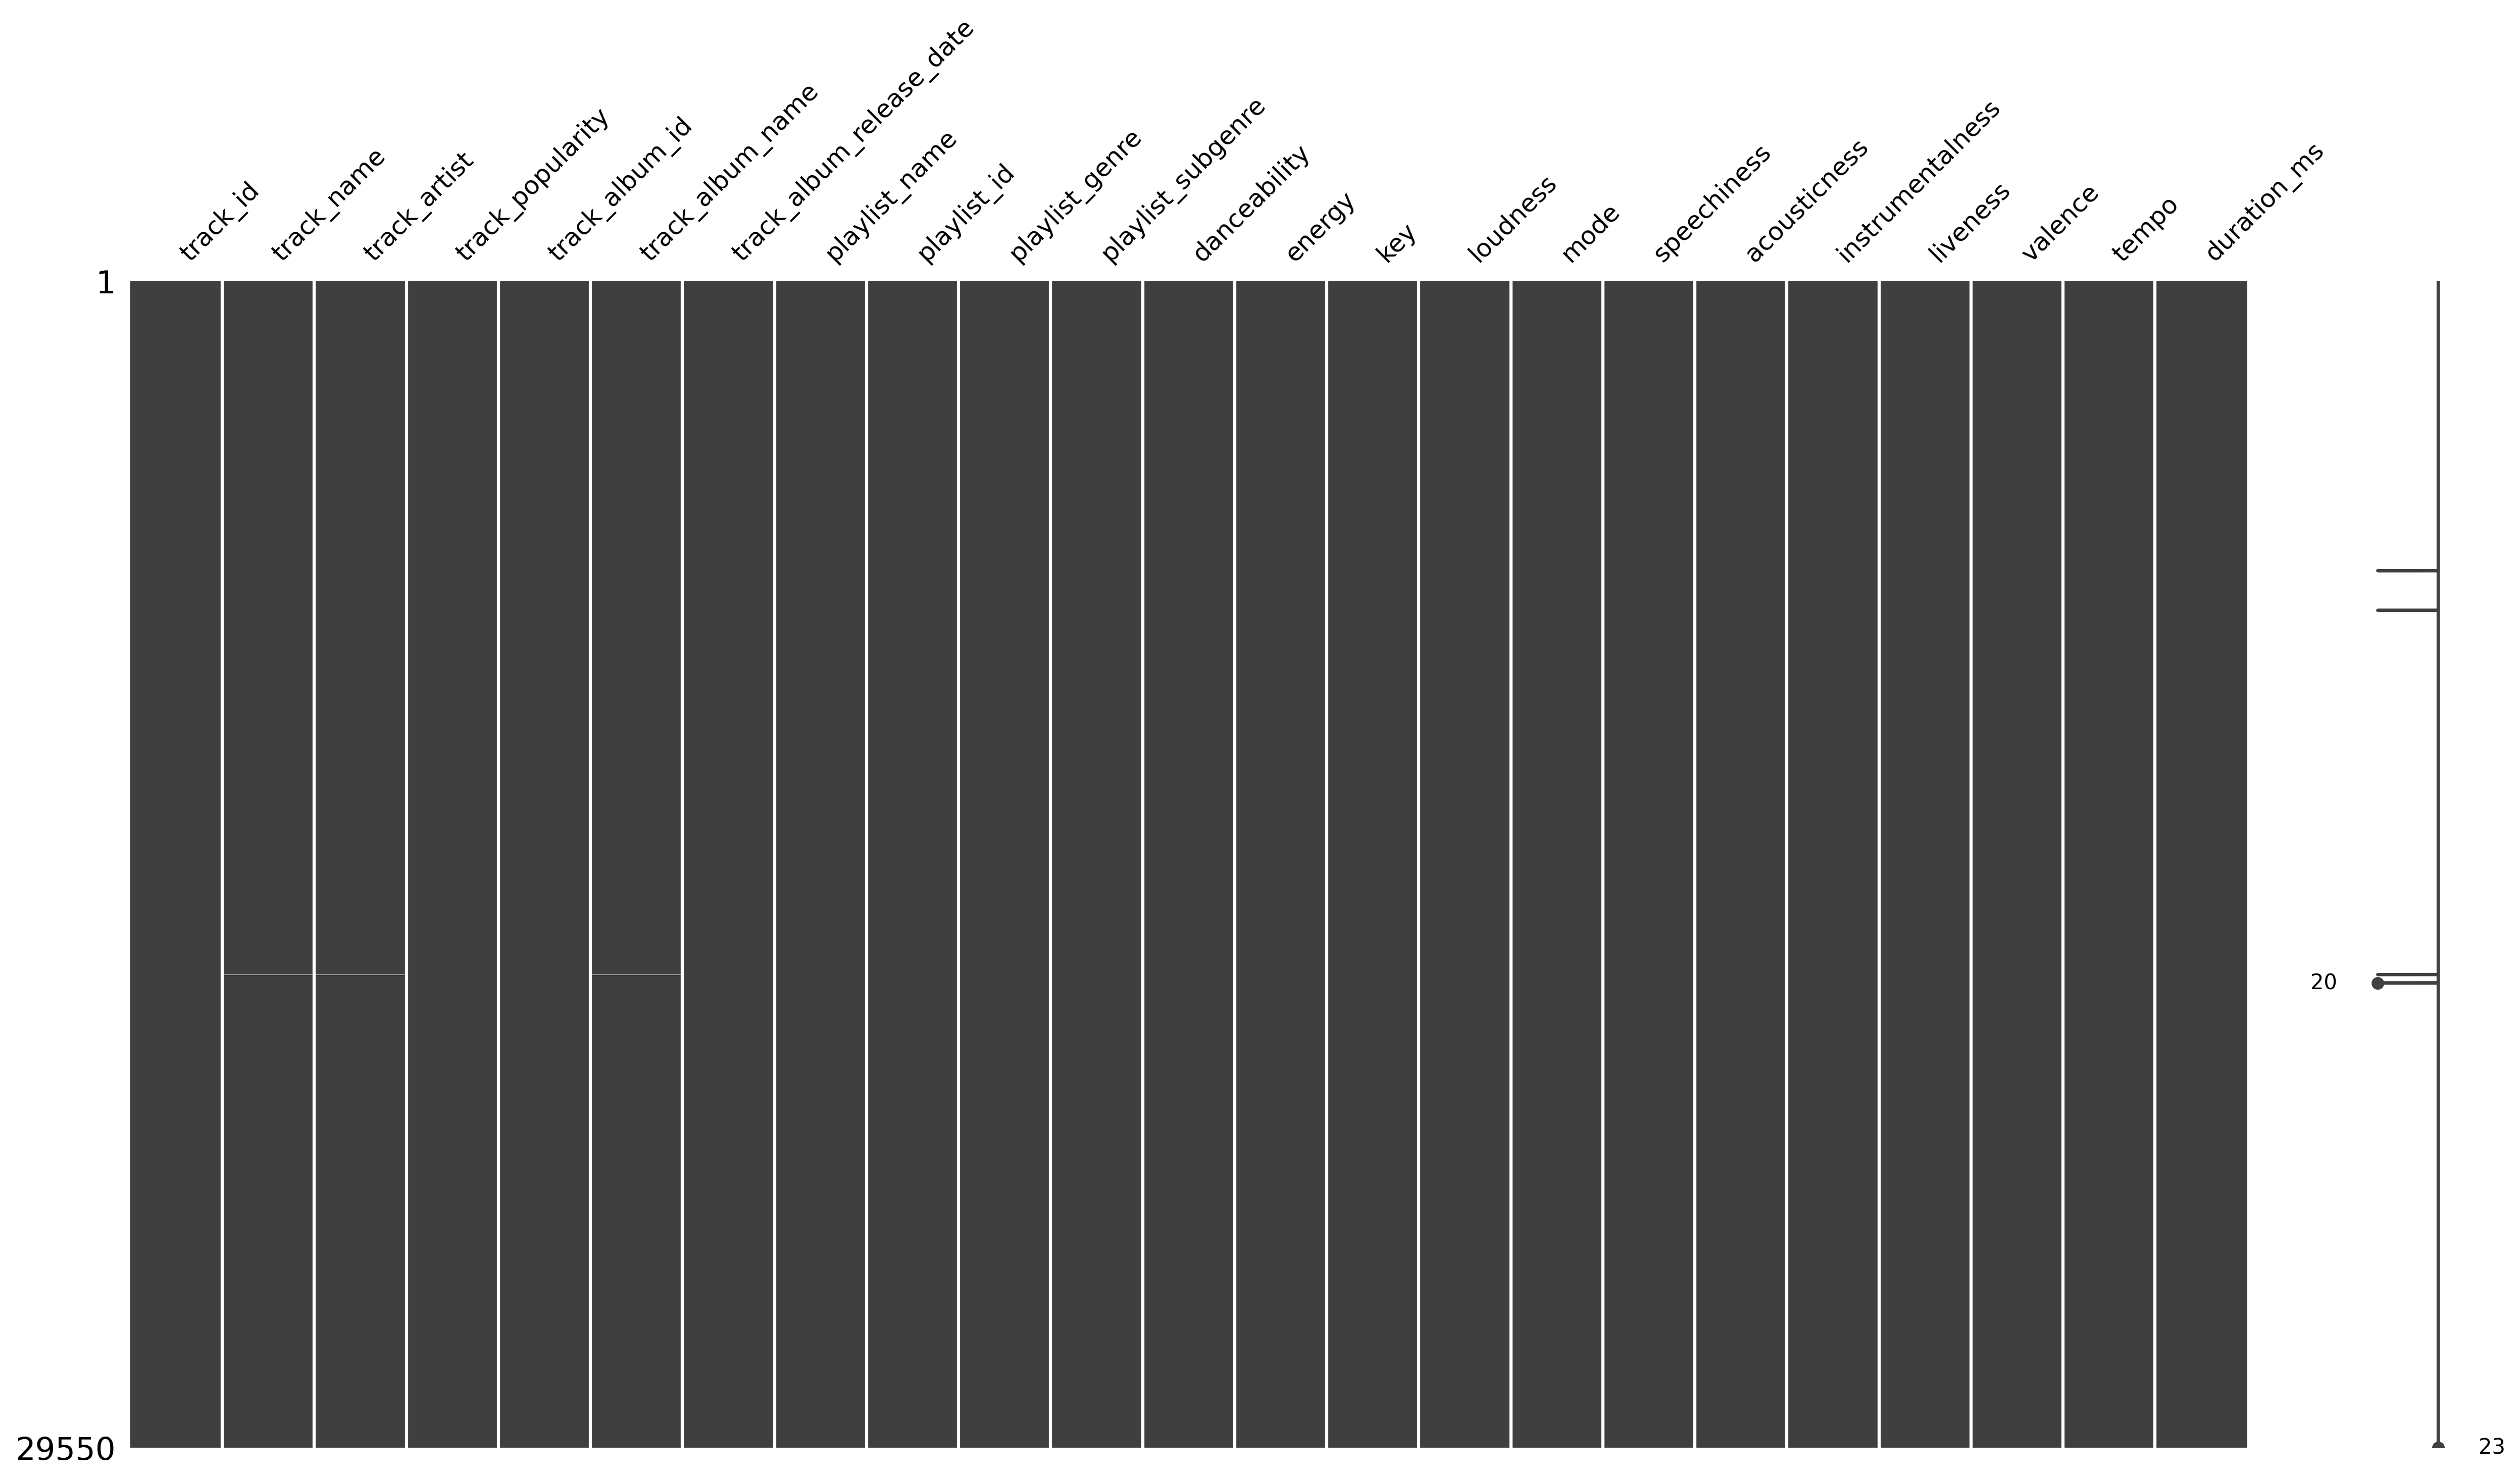 track_id
track_name
track_artist
track_popularity
track_album_id
track_album_name
track_album_release_date
playlist_name
playlist_id
playlist_genre
playlist_subgenre
danceability
energy
key
loudness
mode
speechiness
acousticness
instrumentalness
liveness
valence
tempo
duration_ms
1
20
29550
23